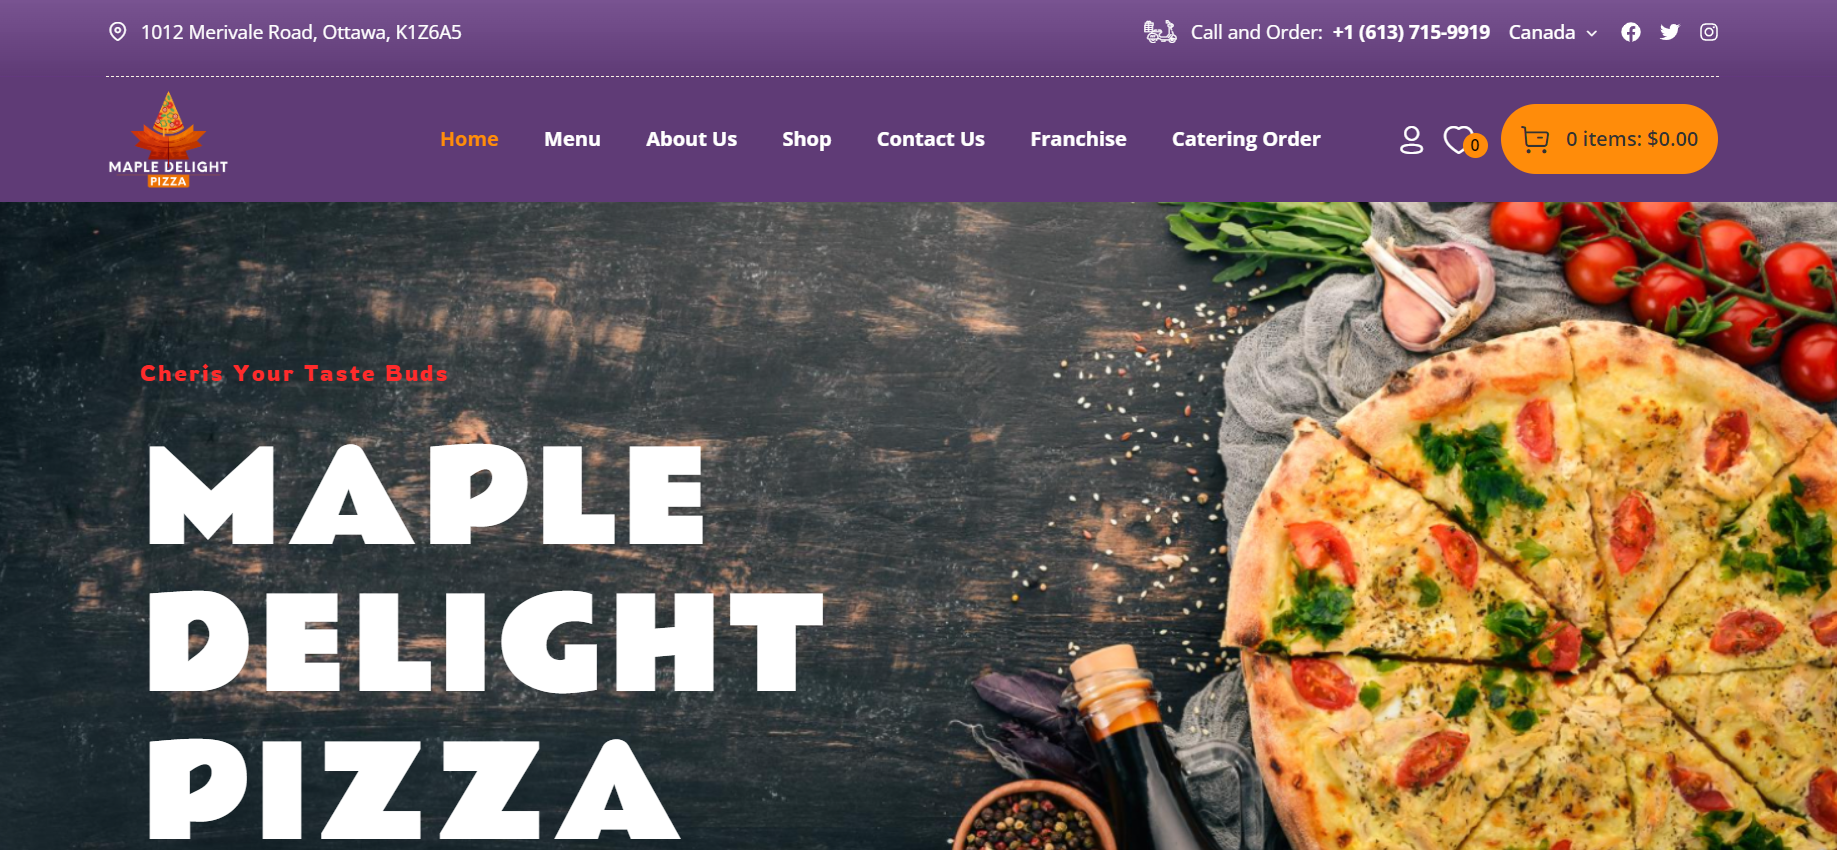 1012 Merivale Road, Ottawa, K1Z6A5
Call and Order: +1 (613) 715-9919 Canada
MAPLE DELIGHT
PIZZA
Home Menu About Us Shop Contact Us Franchise Catering Order
0
0 items: $0.00
Cheris Your Taste Buds
MAPLE
DELIGHT
PIZZA